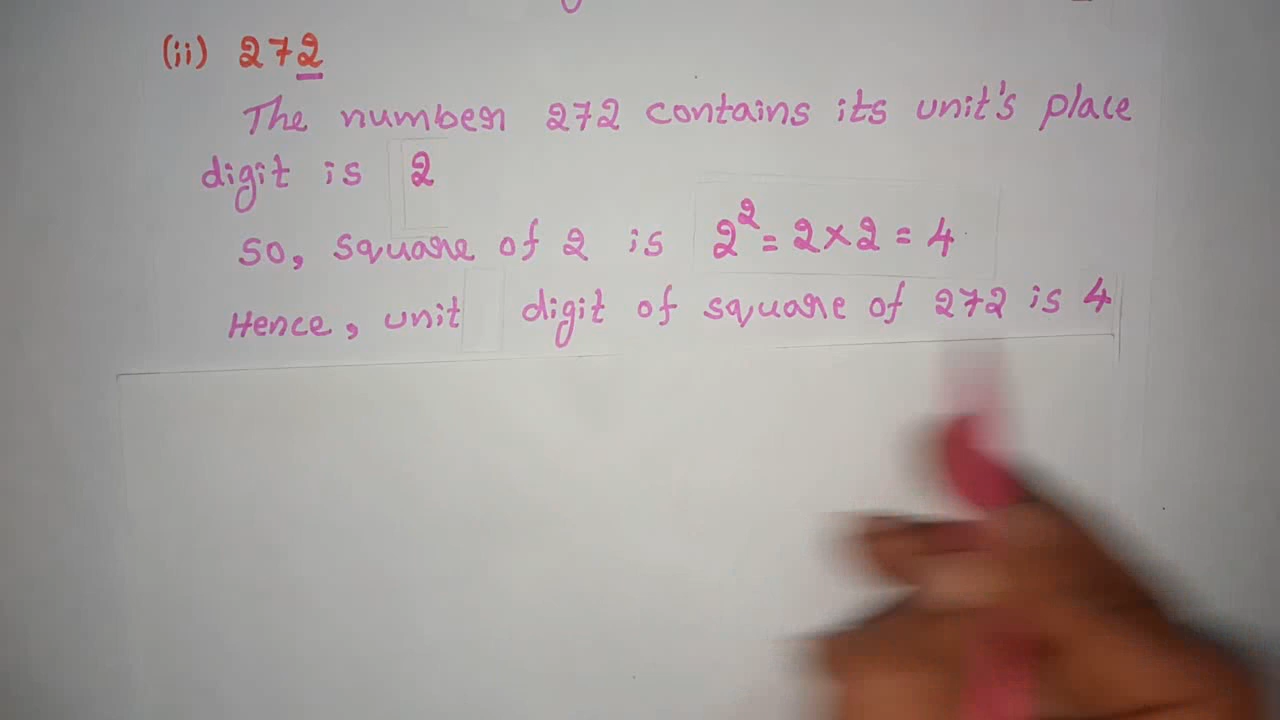 (ii) 272
The number 272 contains its unit's place
digit is 2
So, square of 2 is 2² = 2 × 2 = 4
Hence, unit digit of square of 272 is 4